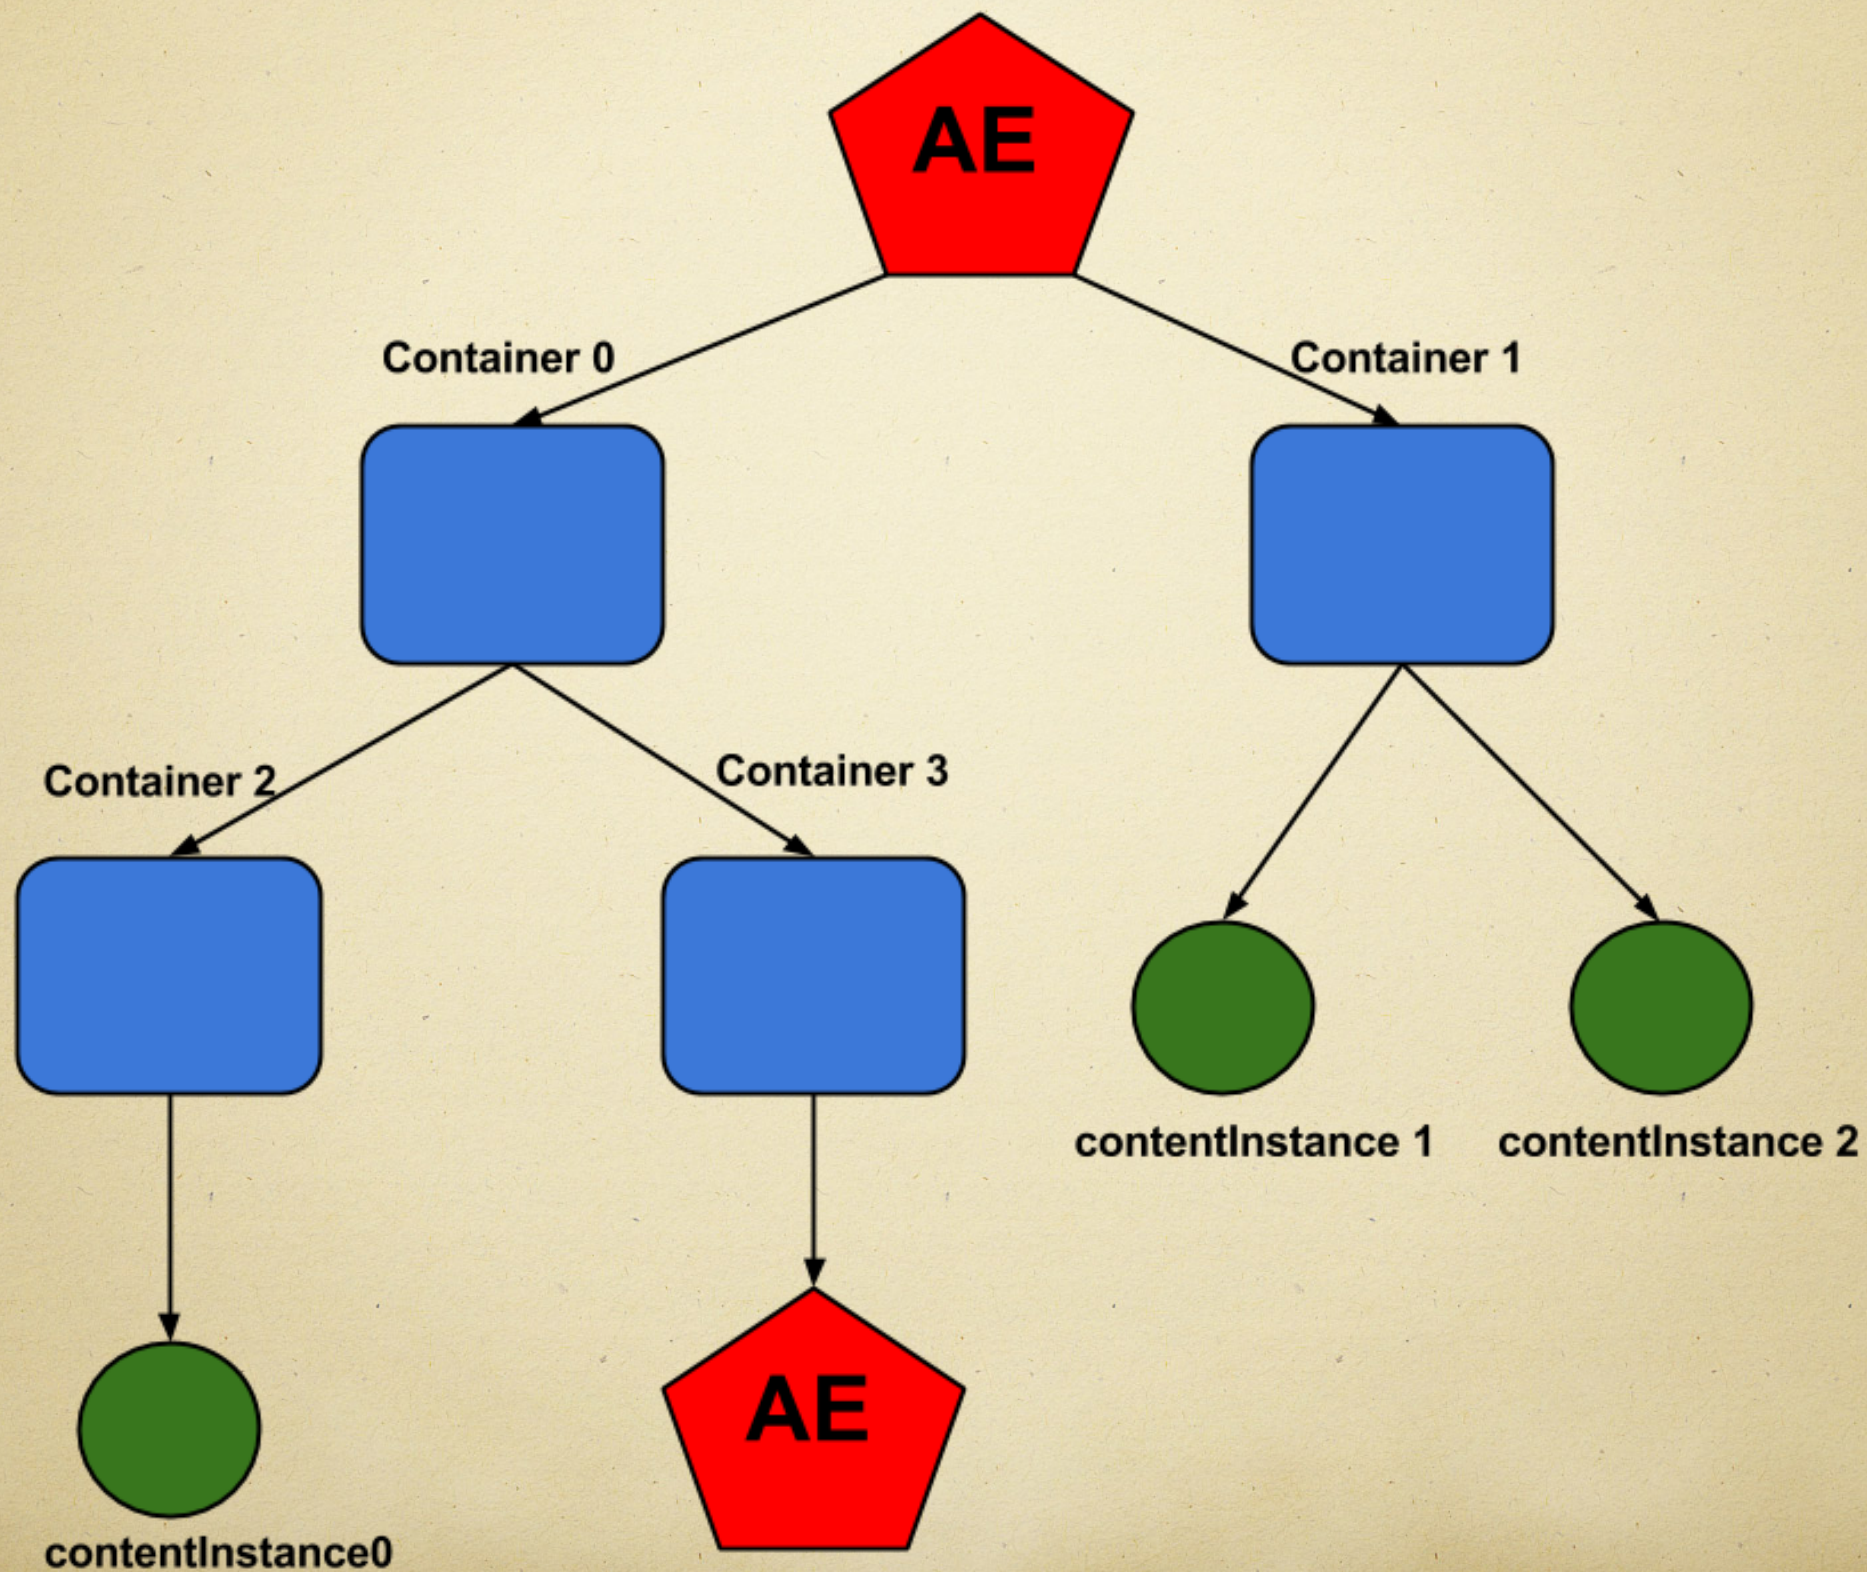 AE
Container 0
Container 1
Container 2
Container 3
contentInstance 1
contentInstance 2
AE
contentInstance0